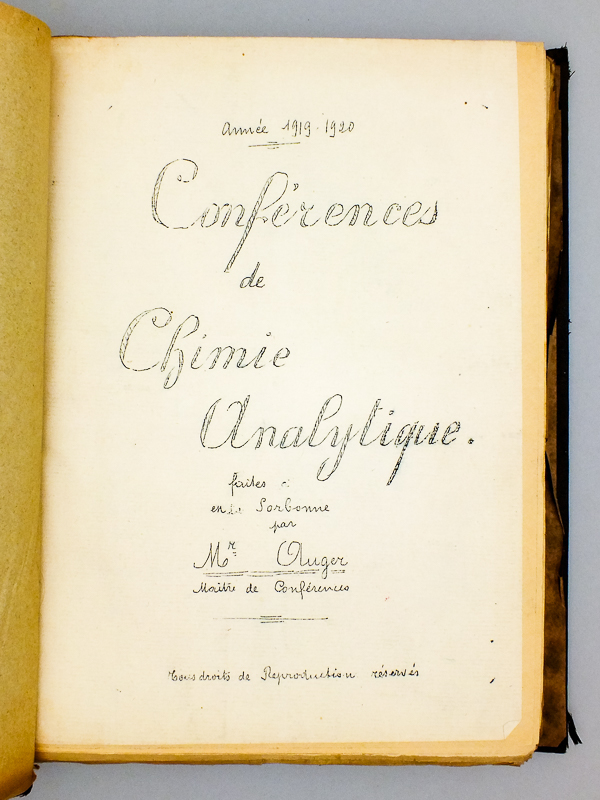 Année 1919-1920
Conférences
de
Chimie
Analytique.
faites à
en la Sorbonne
par
Mr Auger
Maître de Conférences
Tous droits de Reproduction réservés